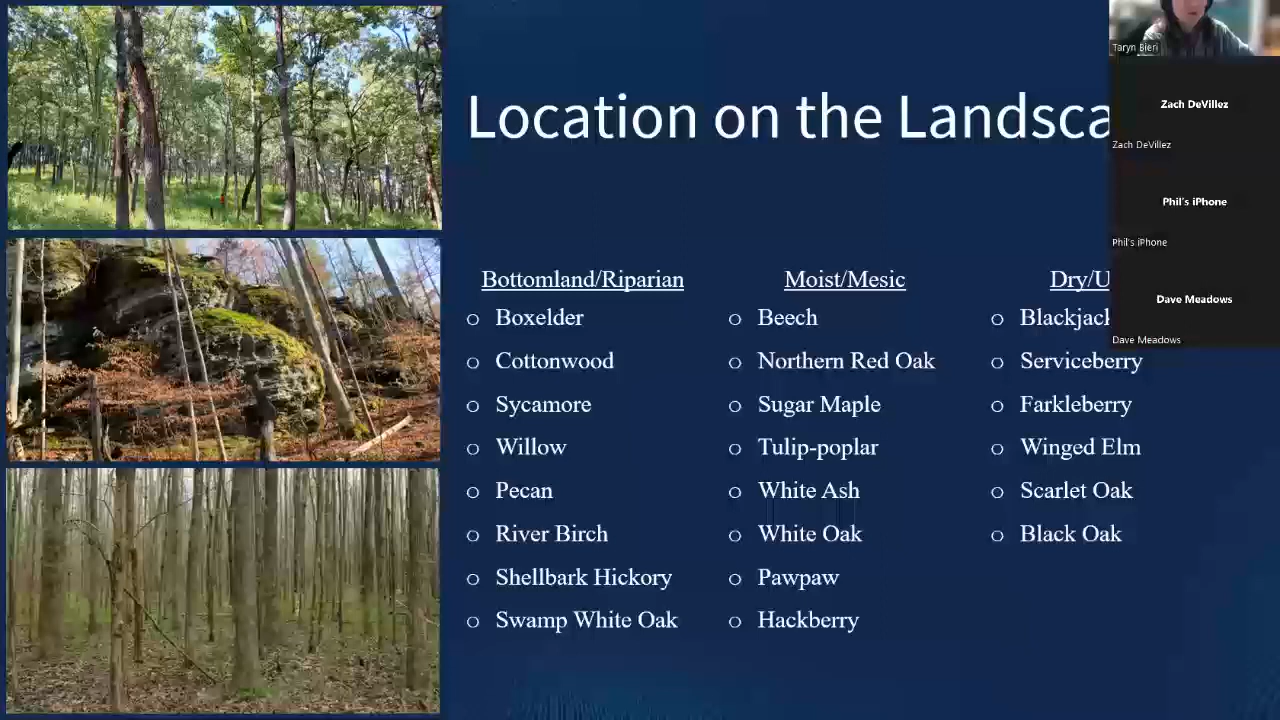 Location on the Landsca
Bottomland/Riparian
o Boxelder
o Cottonwood
o Sycamore
o Willow
o Pecan
o River Birch
o Shellbark Hickory
o Swamp White Oak
Moist/Mesic
o Beech
o Northern Red Oak
o Sugar Maple
o Tulip-poplar
o White Ash
o White Oak
o Pawpaw
o Hackberry
Dry/U
o Blackjack
o Serviceberry
o Farkleberry
o Winged Elm
o Scarlet Oak
o Black Oak
Taryn Bieri
Zach DeVillez
Zach DeVillez
Phil's iPhone
Phil's iPhone
Dave Meadows
Dave Meadows